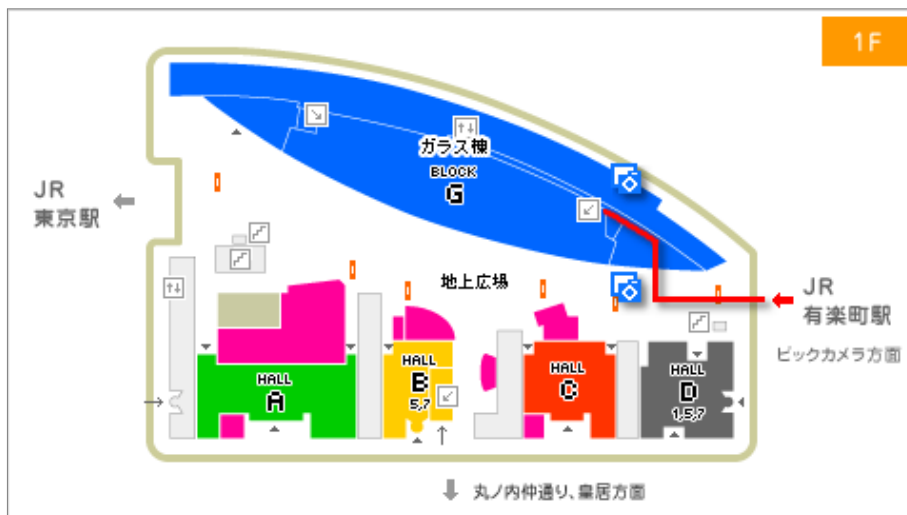 1F
ガラス棟
BLOCK
G
JR
東京駅
地上広場
JR
有楽町駅
ビックカメラ方面
HALL
A
HALL
B
5,7
HALL
C
HALL
D
1,5,7
丸ノ内仲通り、皇居方面